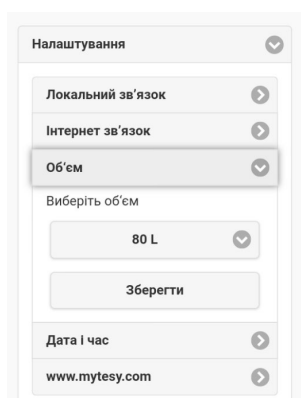 Налаштування
Локальний зв'язок
Інтернет зв'язок
Об'єм
Виберіть об'єм
80 L
Зберегти
Дата і час
www.mytesy.com